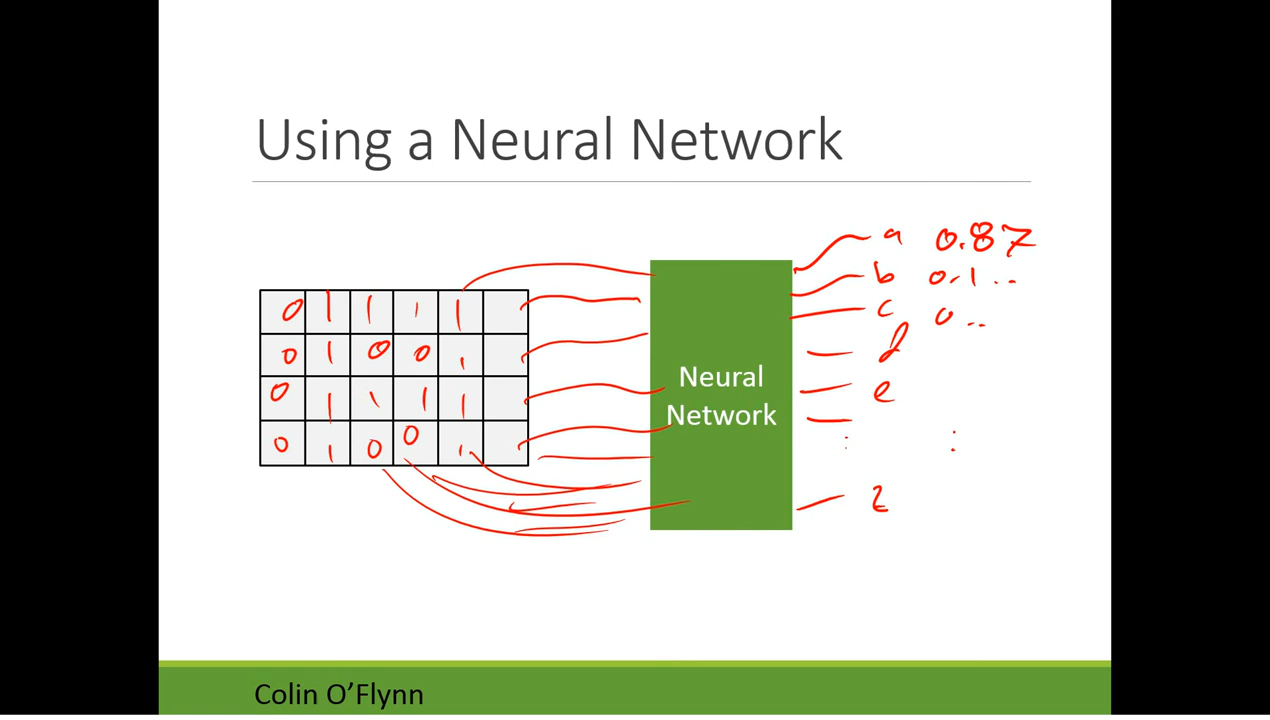 Using a Neural Network
a 0.87
b 0.1..
c 0..
d
e
z
0 1 1 1 1
0 1 0 0 1
0 1 1 1 1
0 1 0 0 1
Neural
Network
Colin O’Flynn